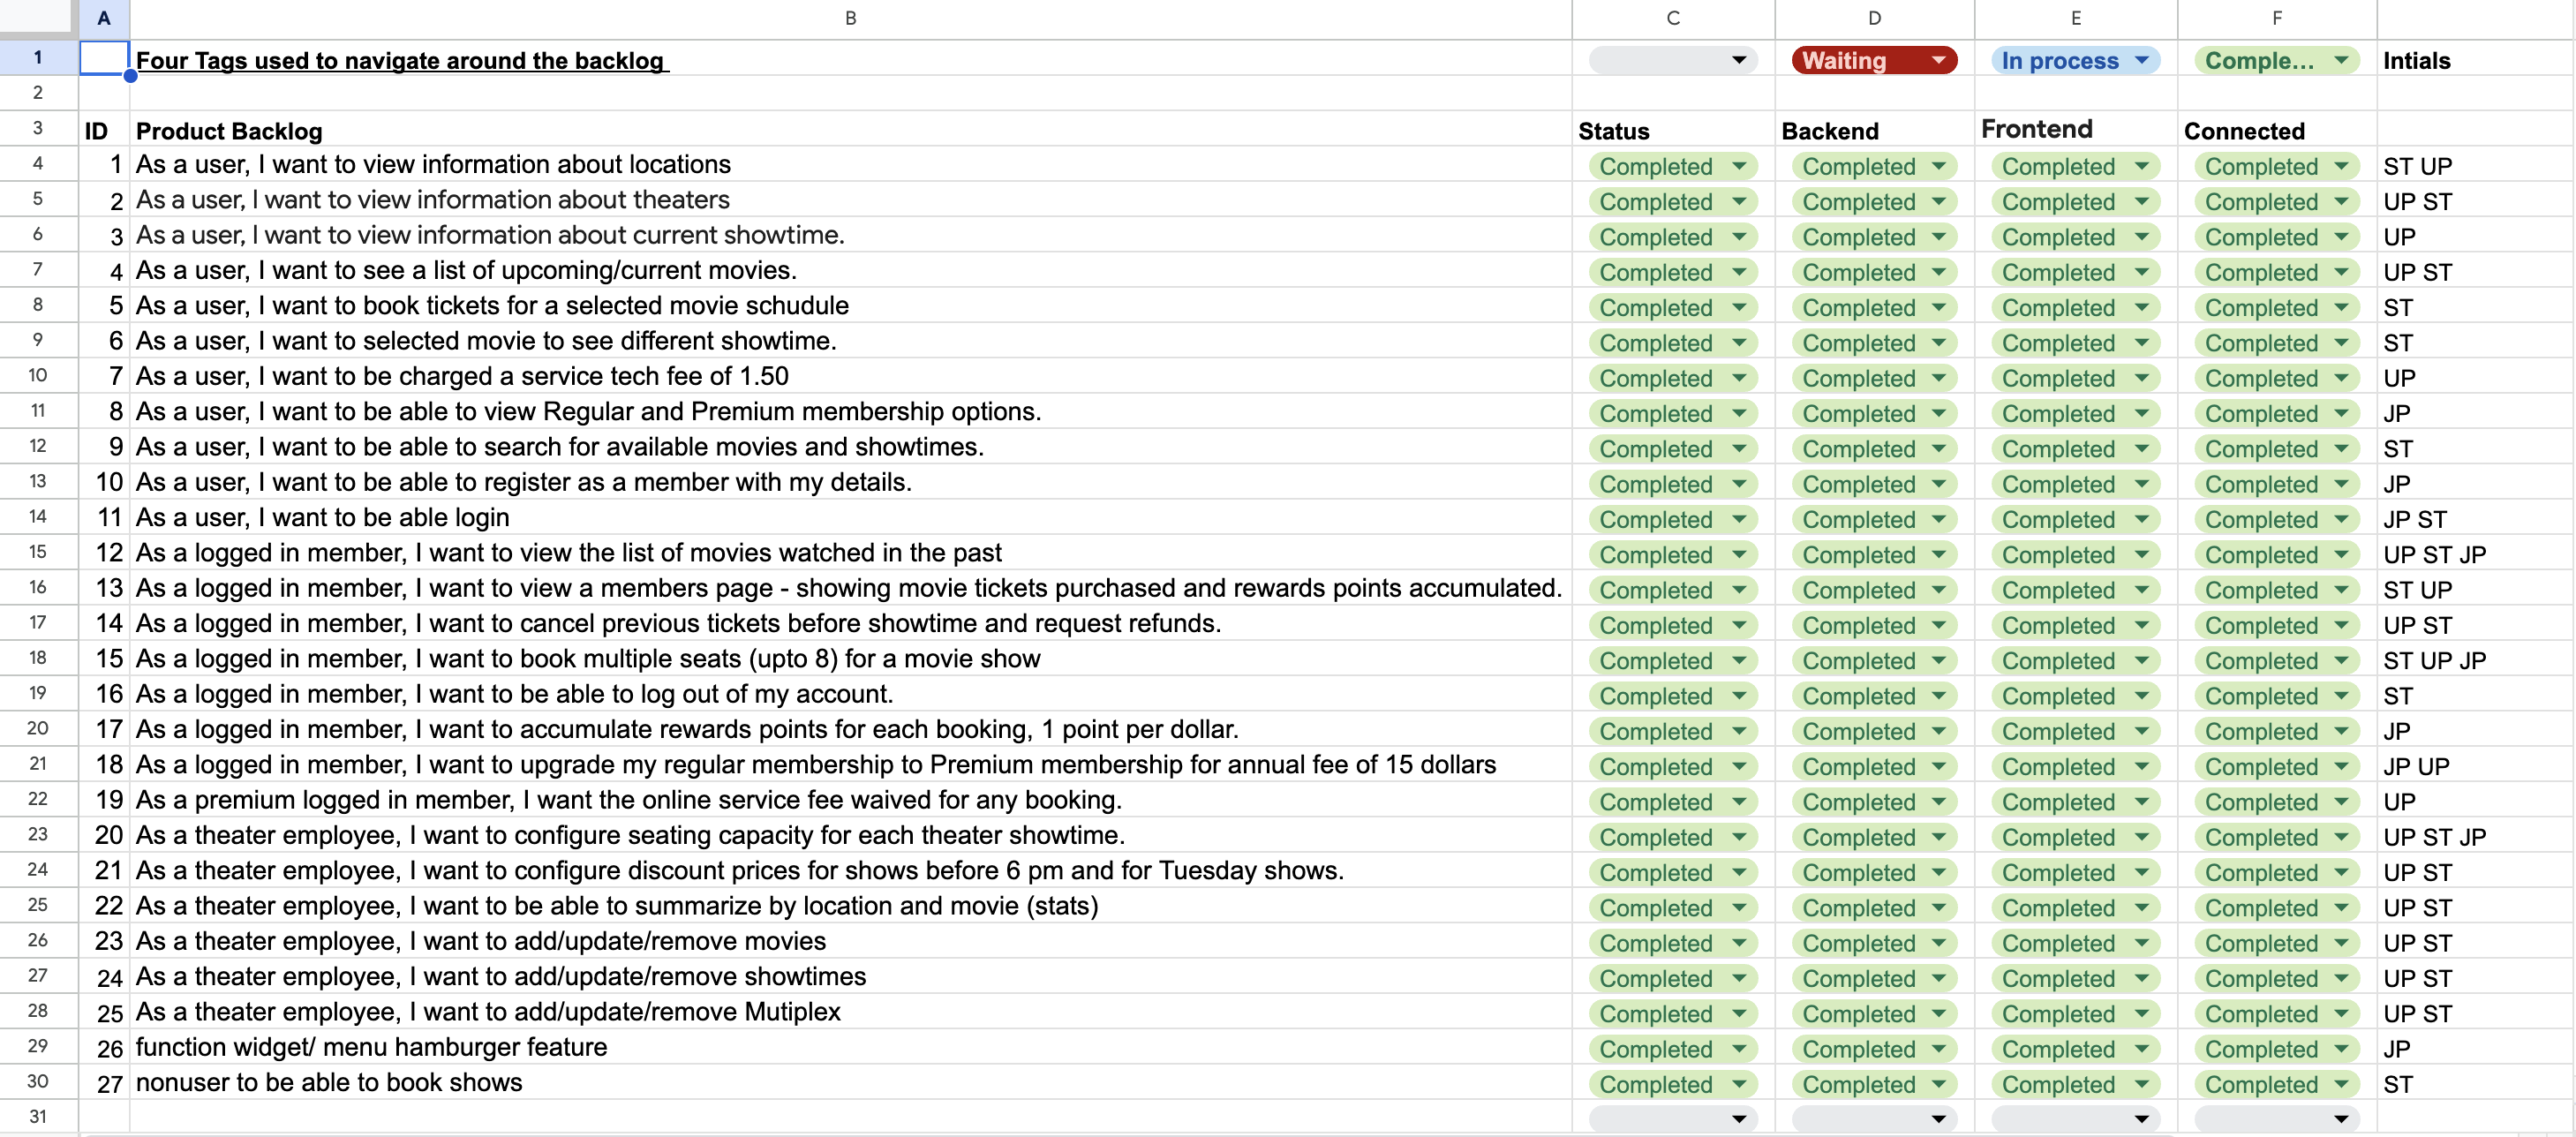 A B C D E F
1 Four Tags used to navigate around the backlog Waiting In process Comple... Intials
2
3 ID Product Backlog Status Backend Frontend Connected
4 1 As a user, I want to view information about locations Completed Completed Completed Completed ST UP
5 2 As a user, I want to view information about theaters Completed Completed Completed Completed UP ST
6 3 As a user, I want to view information about current showtime. Completed Completed Completed Completed UP
7 4 As a user, I want to see a list of upcoming/current movies. Completed Completed Completed Completed UP ST
8 5 As a user, I want to book tickets for a selected movie schudule Completed Completed Completed Completed ST
9 6 As a user, I want to selected movie to see different showtime. Completed Completed Completed Completed ST
10 7 As a user, I want to be charged a service tech fee of 1.50 Completed Completed Completed Completed UP
11 8 As a user, I want to be able to view Regular and Premium membership options. Completed Completed Completed Completed JP
12 9 As a user, I want to be able to search for available movies and showtimes. Completed Completed Completed Completed ST
13 10 As a user, I want to be able to register as a member with my details. Completed Completed Completed Completed JP
14 11 As a user, I want to be able login Completed Completed Completed Completed JP ST
15 12 As a logged in member, I want to view the list of movies watched in the past Completed Completed Completed Completed UP ST JP
16 13 As a logged in member, I want to view a members page - showing movie tickets purchased and rewards points accumulated. Completed Completed Completed Completed ST UP
17 14 As a logged in member, I want to cancel previous tickets before showtime and request refunds. Completed Completed Completed Completed UP ST
18 15 As a logged in member, I want to book multiple seats (upto 8) for a movie show Completed Completed Completed Completed ST UP JP
19 16 As a logged in member, I want to be able to log out of my account. Completed Completed Completed Completed ST
20 17 As a logged in member, I want to accumulate rewards points for each booking, 1 point per dollar. Completed Completed Completed Completed JP
21 18 As a logged in member, I want to upgrade my regular membership to Premium membership for annual fee of 15 dollars Completed Completed Completed Completed JP UP
22 19 As a premium logged in member, I want the online service fee waived for any booking. Completed Completed Completed Completed UP
23 20 As a theater employee, I want to configure seating capacity for each theater showtime. Completed Completed Completed Completed UP ST JP
24 21 As a theater employee, I want to configure discount prices for shows before 6 pm and for Tuesday shows. Completed Completed Completed Completed UP ST
25 22 As a theater employee, I want to be able to summarize by location and movie (stats) Completed Completed Completed Completed UP ST
26 23 As a theater employee, I want to add/update/remove movies Completed Completed Completed Completed UP ST
27 24 As a theater employee, I want to add/update/remove showtimes Completed Completed Completed Completed UP ST
28 25 As a theater employee, I want to add/update/remove Mutiplex Completed Completed Completed Completed UP ST
29 26 function widget/ menu hamburger feature Completed Completed Completed Completed JP
30 27 nonuser to be able to book shows Completed Completed Completed Completed ST
31